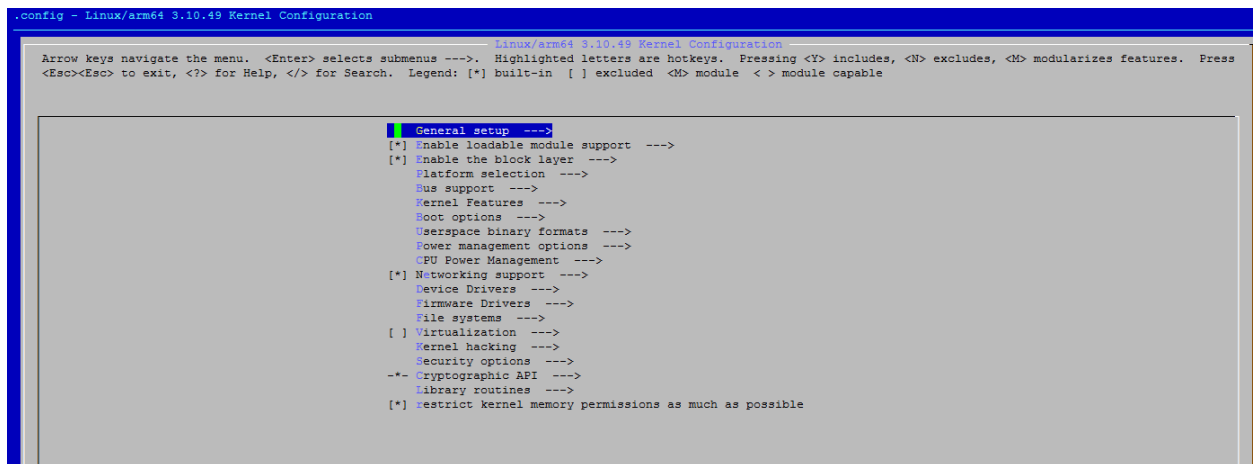 .config - Linux/arm64 3.10.49 Kernel Configuration
Linux/arm64 3.10.49 Kernel Configuration
Arrow keys navigate the menu.  <Enter> selects submenus --->.  Highlighted letters are hotkeys.  Pressing <Y> includes, <N> excludes, <M> modularizes features.  Press
<Esc><Esc> to exit, <?> for Help, </> for Search.  Legend: [*] built-in  [ ] excluded  <M> module  < > module capable
General setup  --->
[*] Enable loadable module support  --->
[*] Enable the block layer  --->
Platform selection  --->
Bus support  --->
Kernel Features  --->
Boot options  --->
Userspace binary formats  --->
Power management options  --->
CPU Power Management  --->
[*] Networking support  --->
Device Drivers  --->
Firmware Drivers  --->
File systems  --->
[ ] Virtualization  --->
Kernel hacking  --->
Security options  --->
-*- Cryptographic API  --->
Library routines  --->
[*] restrict kernel memory permissions as much as possible